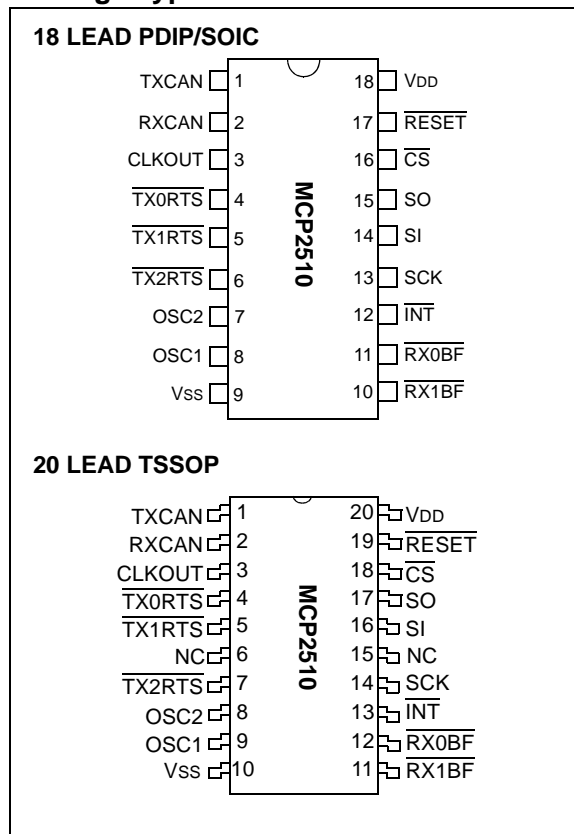 18 LEAD PDIP/SOIC
TXCAN 1 18 VDD
RXCAN 2 17 RESET
CLKOUT 3 16 CS
TX0RTS 4 15 SO
TX1RTS 5 14 SI
TX2RTS 6 13 SCK
OSC2 7 12 INT
OSC1 8 11 RX0BF
Vss 9 10 RX1BF
MCP2510
20 LEAD TSSOP
TXCAN 1 20 VDD
RXCAN 2 19 RESET
CLKOUT 3 18 CS
TX0RTS 4 17 SO
TX1RTS 5 16 SI
NC 6 15 NC
TX2RTS 7 14 SCK
OSC2 8 13 INT
OSC1 9 12 RX0BF
Vss 10 11 RX1BF
MCP2510